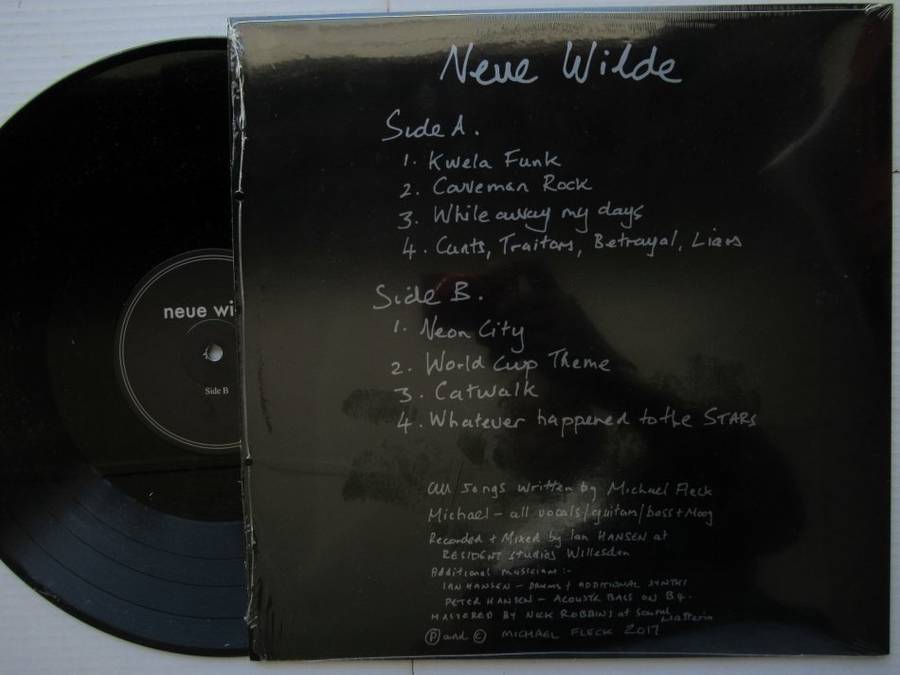 Neue Wilde
Side A.
1. Kwela Funk
2. Caveman Rock
3. While away my days
4. Cunts, Traitors, Betrayal, Liars
Side B.
1. Neon City
2. World Cup Theme
3. Catwalk
4. Whatever happened to the STARS
All songs written by Michael Fleck
Michael - all vocals/guitars/bass + Moog
Recorded + Mixed by Ian HANSEN at
RESIDENT Studios Willesden
Additional musicians:-
IAN HANSEN - DRUMS + ADDITIONAL SYNTHS
PETER HANSEN - ACOUSTIC BASS ON B4.
MASTERED BY NICK ROBBINS at Sound Mastering
Ⓟ and © MICHAEL FLECK 2017
neue wi
Side B